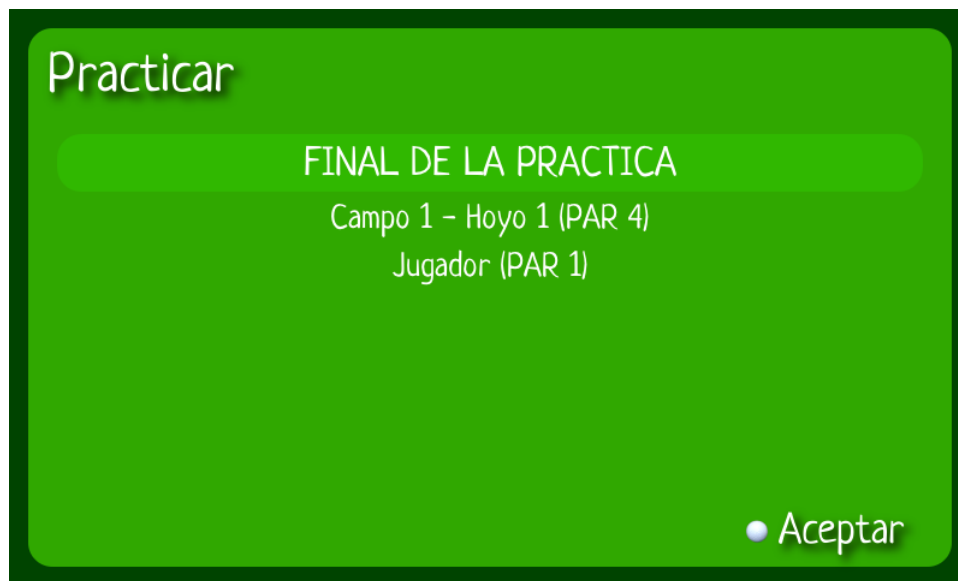 Practicar
FINAL DE LA PRACTICA
Campo 1 - Hoyo 1 (PAR 4)
Jugador (PAR 1)
Aceptar